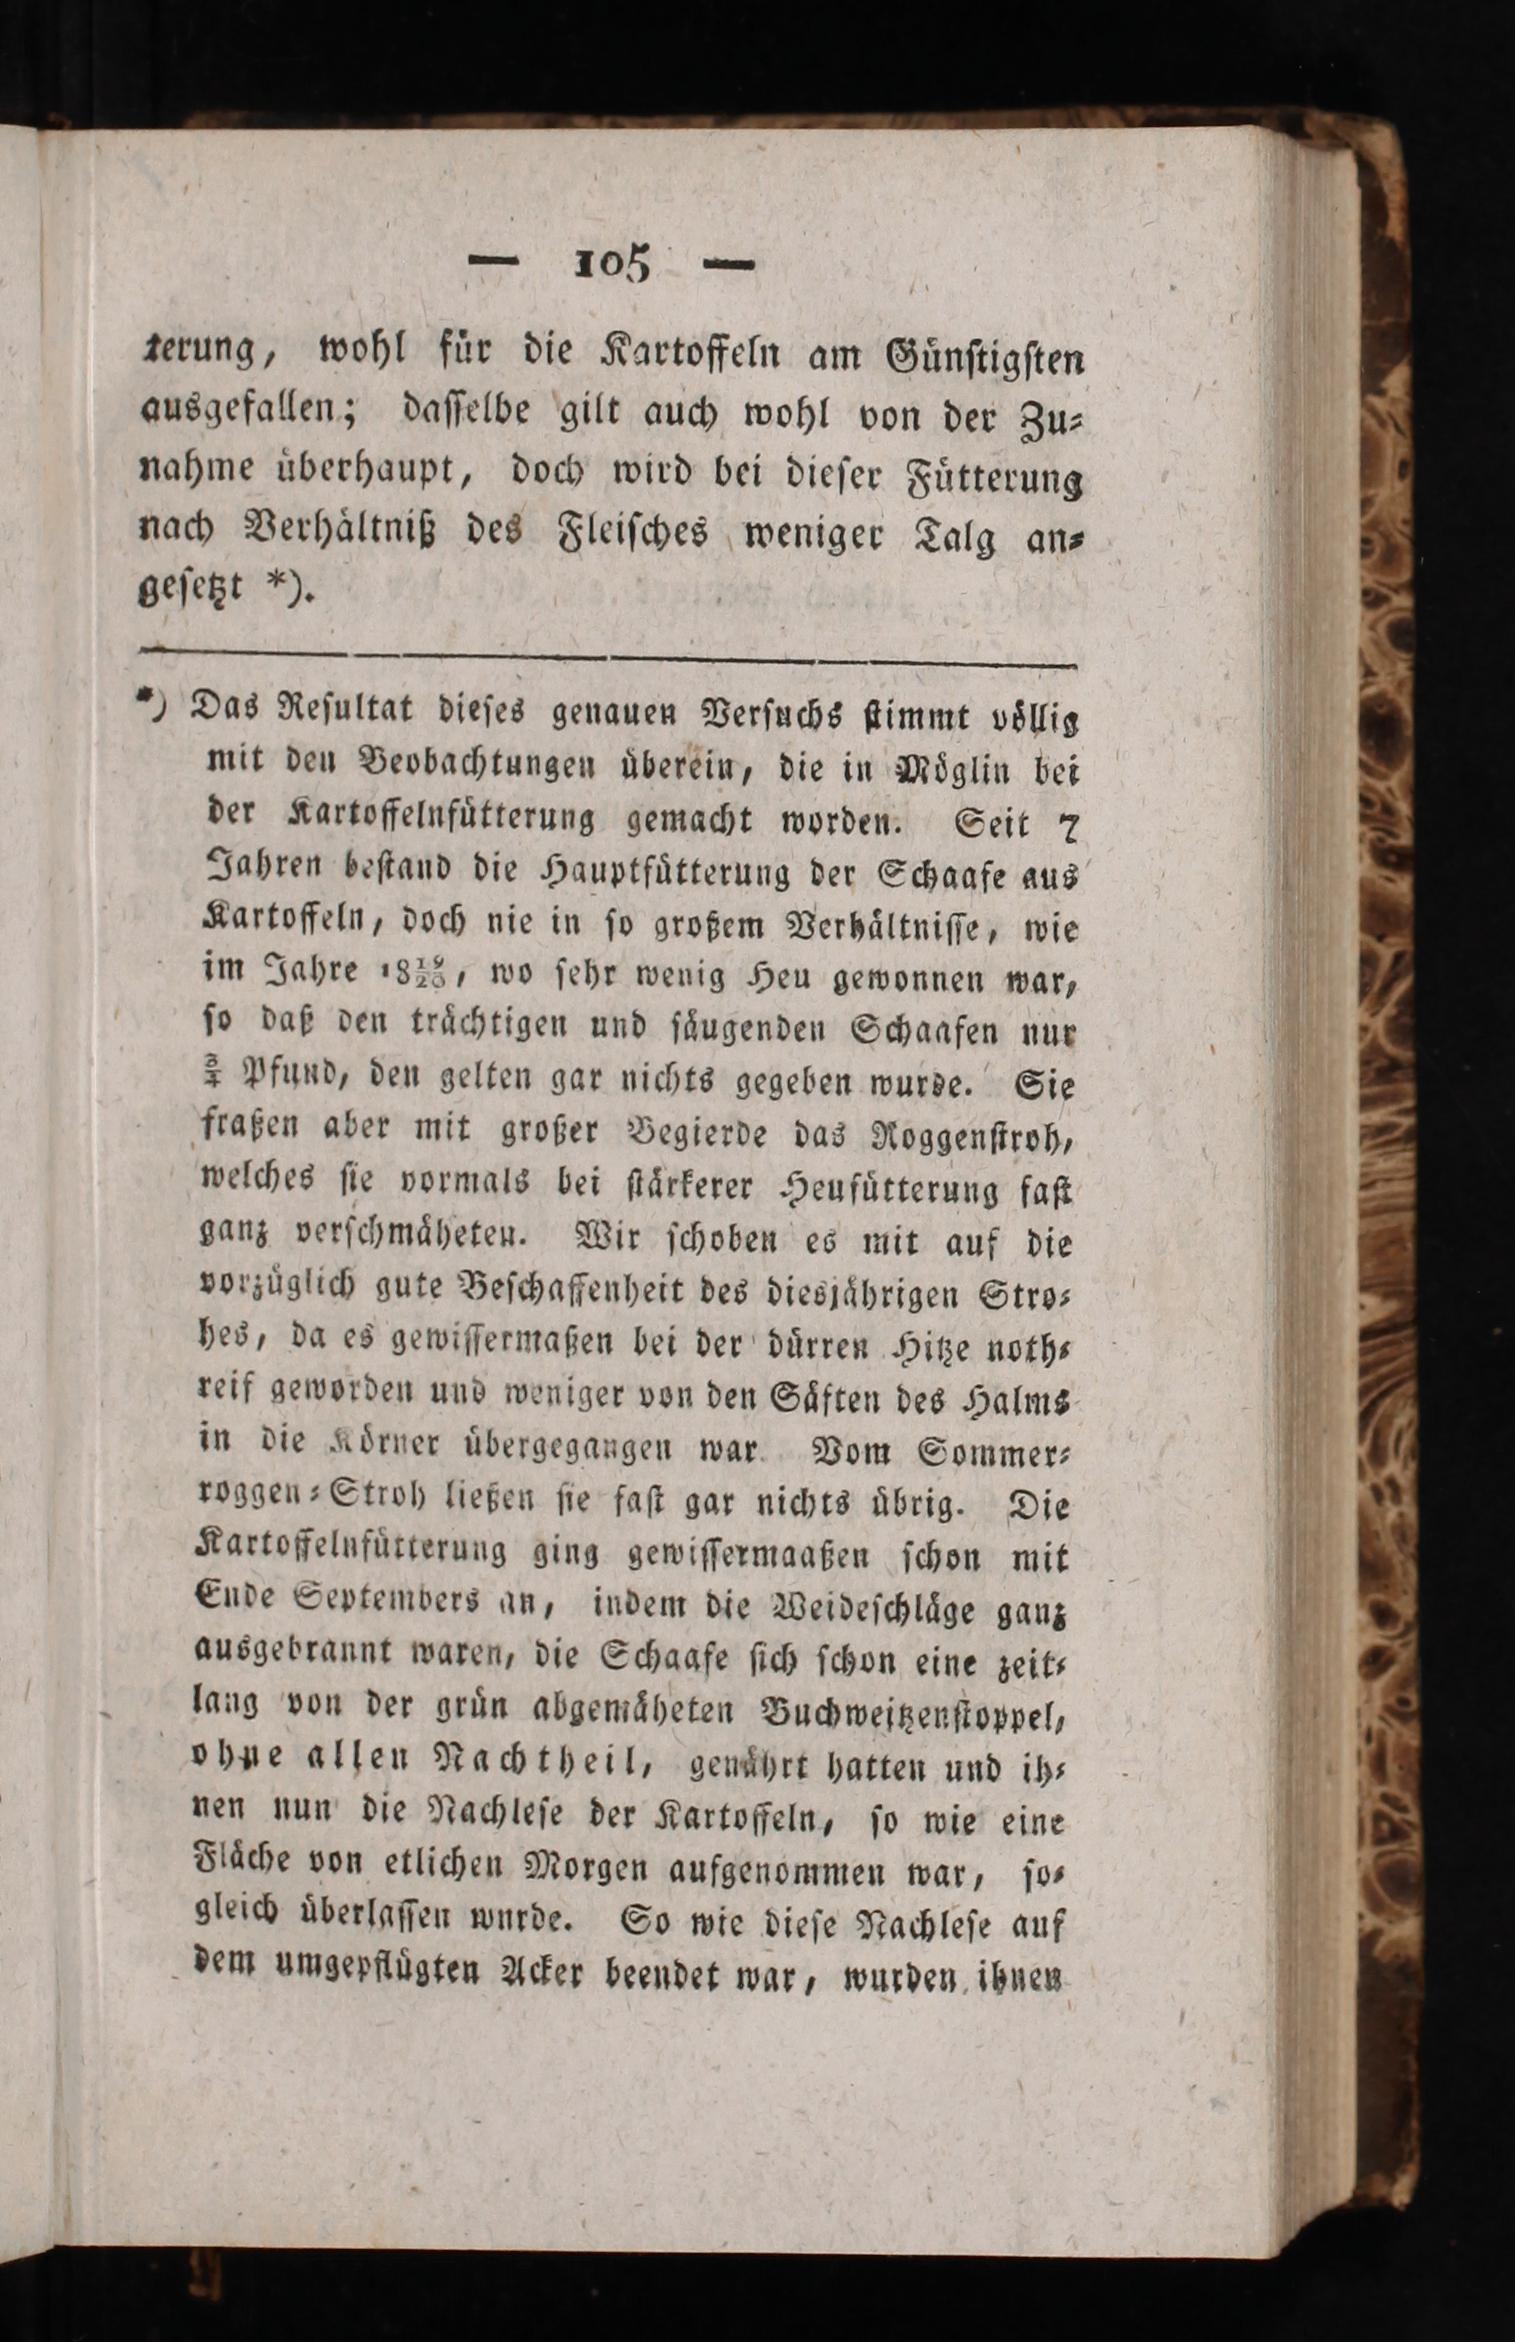 — 105 —
terung, wohl für die Kartoffeln am Günſtigſten
ausgefallen; daſſelbe gilt auch wohl von der Zu⸗
nahme überhaupt, doch wird bei dieſer Fütterung
nach Verhältniß des Fleiſches weniger Talg an⸗
geſetzt *).
*) Das Reſultat dieſes genauen Verſuchs ſtimmt völlig
mit den Beobachtungen überein, die in Möglin bei
der Kartoffelnfütterung gemacht worden. Seit 7
Jahren beſtand die Hauptfütterung der Schaafe aus
Kartoffeln, doch nie in ſo großem Verhältniſſe, wie
im Jahre 18 19/20, wo ſehr wenig Heu gewonnen war,
ſo daß den trächtigen und ſäugenden Schaafen nur
¾ Pfund, den gelten gar nichts gegeben wurde. Sie
fraßen aber mit großer Begierde das Roggenſtroh,
welches ſie vormals bei ſtärkerer Heufütterung faſt
ganz verſchmäheten. Wir ſchoben es mit auf die
vorzüglich gute Beſchaffenheit des diesjährigen Stro⸗
hes, da es gewiſſermaßen bei der dürren Hitze noth⸗
reif geworden und weniger von den Säften des Halms
in die Körner übergegangen war. Vom Sommer⸗
roggen⸗Stroh ließen ſie faſt gar nichts übrig. Die
Kartoffelnfütterung ging gewiſſermaaßen ſchon mit
Ende Septembers an, indem die Weideſchläge ganz
ausgebrannt waren, die Schaafe ſich ſchon eine zeit⸗
lang von der grün abgemäheten Buchweitzenſtoppel,
ohne allen Nachtheil, genährt hatten und ih⸗
nen nun die Nachleſe der Kartoffeln, ſo wie eine
Fläche von etlichen Morgen aufgenommen war, ſo⸗
gleich überlaſſen wurde. So wie dieſe Nachleſe auf
dem umgepflügten Acker beendet war, wurden ihnen